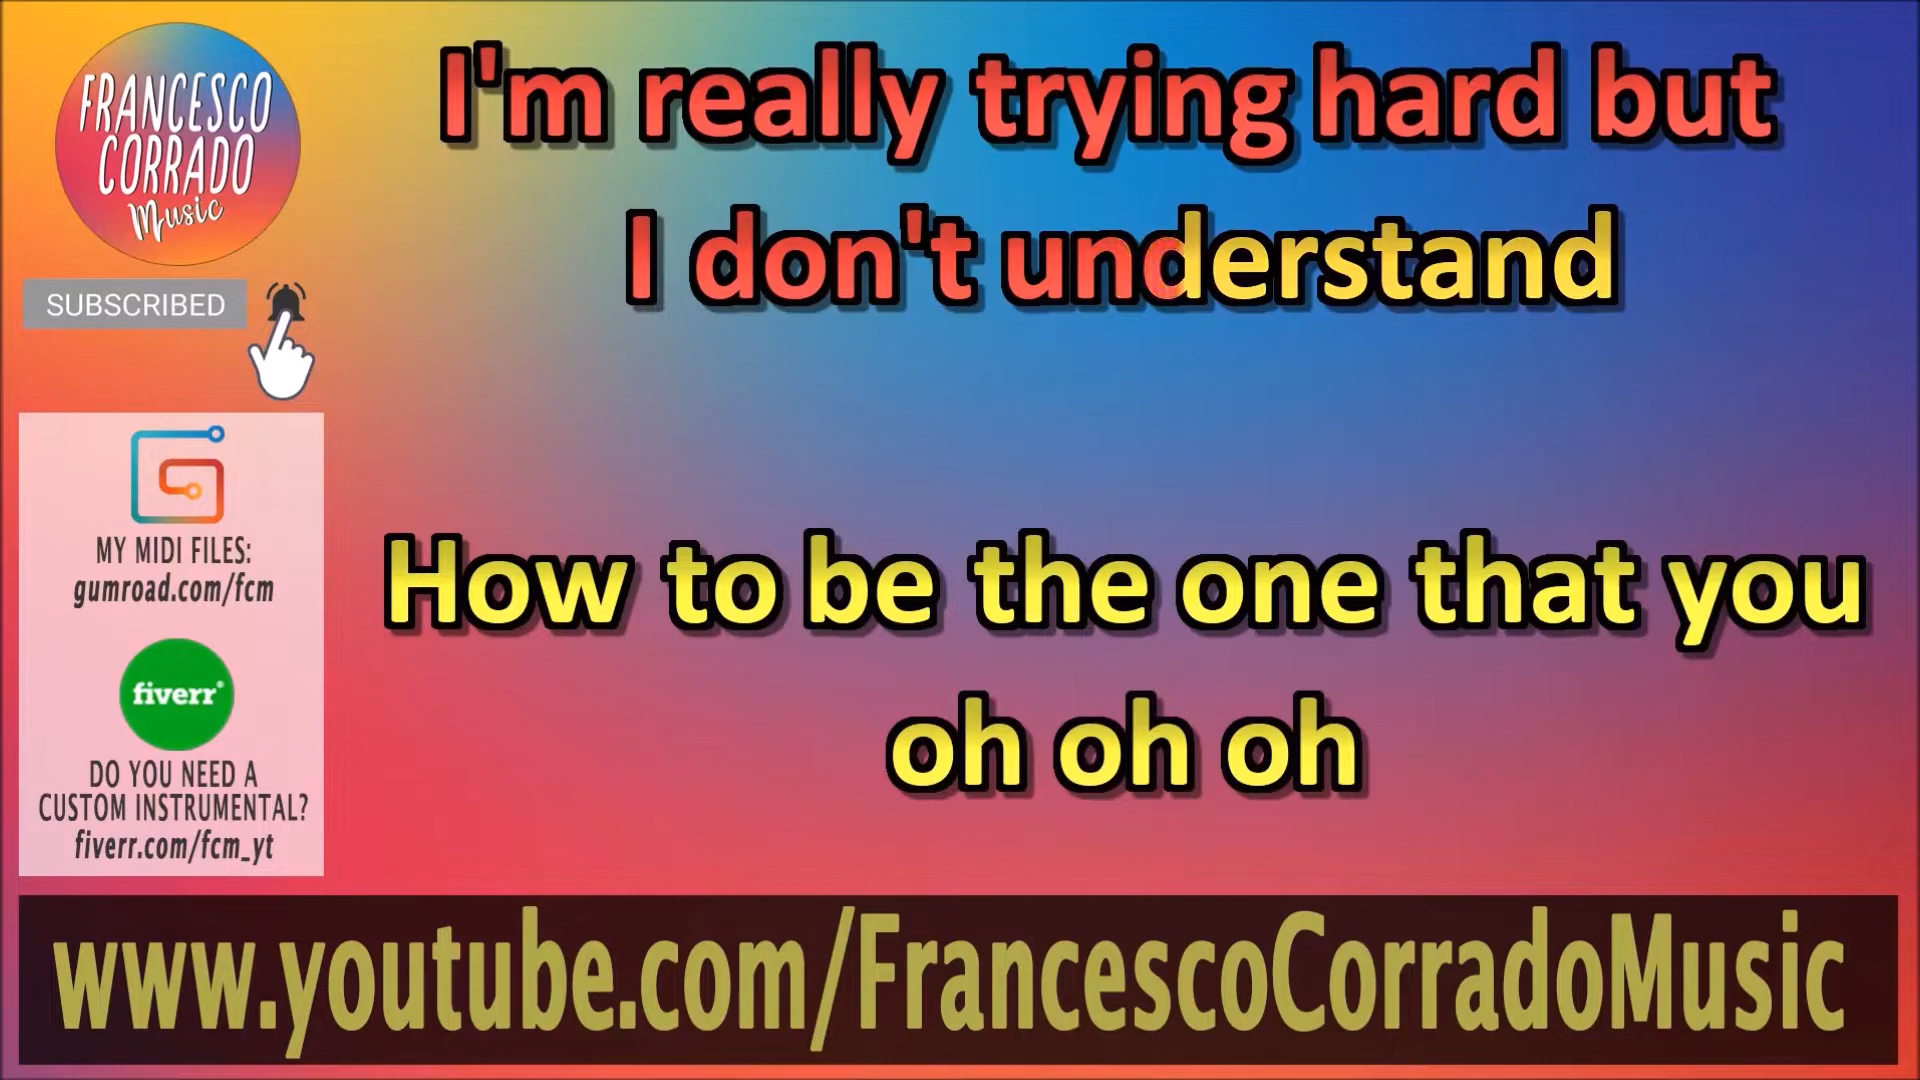 FRANCESCO
CORRADO
Music
SUBSCRIBED
MY MIDI FILES:
gumroad.com/fcm
fiverr®
DO YOU NEED A
CUSTOM INSTRUMENTAL?
fiverr.com/fcm_yt
I'm really trying hard but
I don't understand
How to be the one that you
oh oh oh
www.youtube.com/FrancescoCorradoMusic